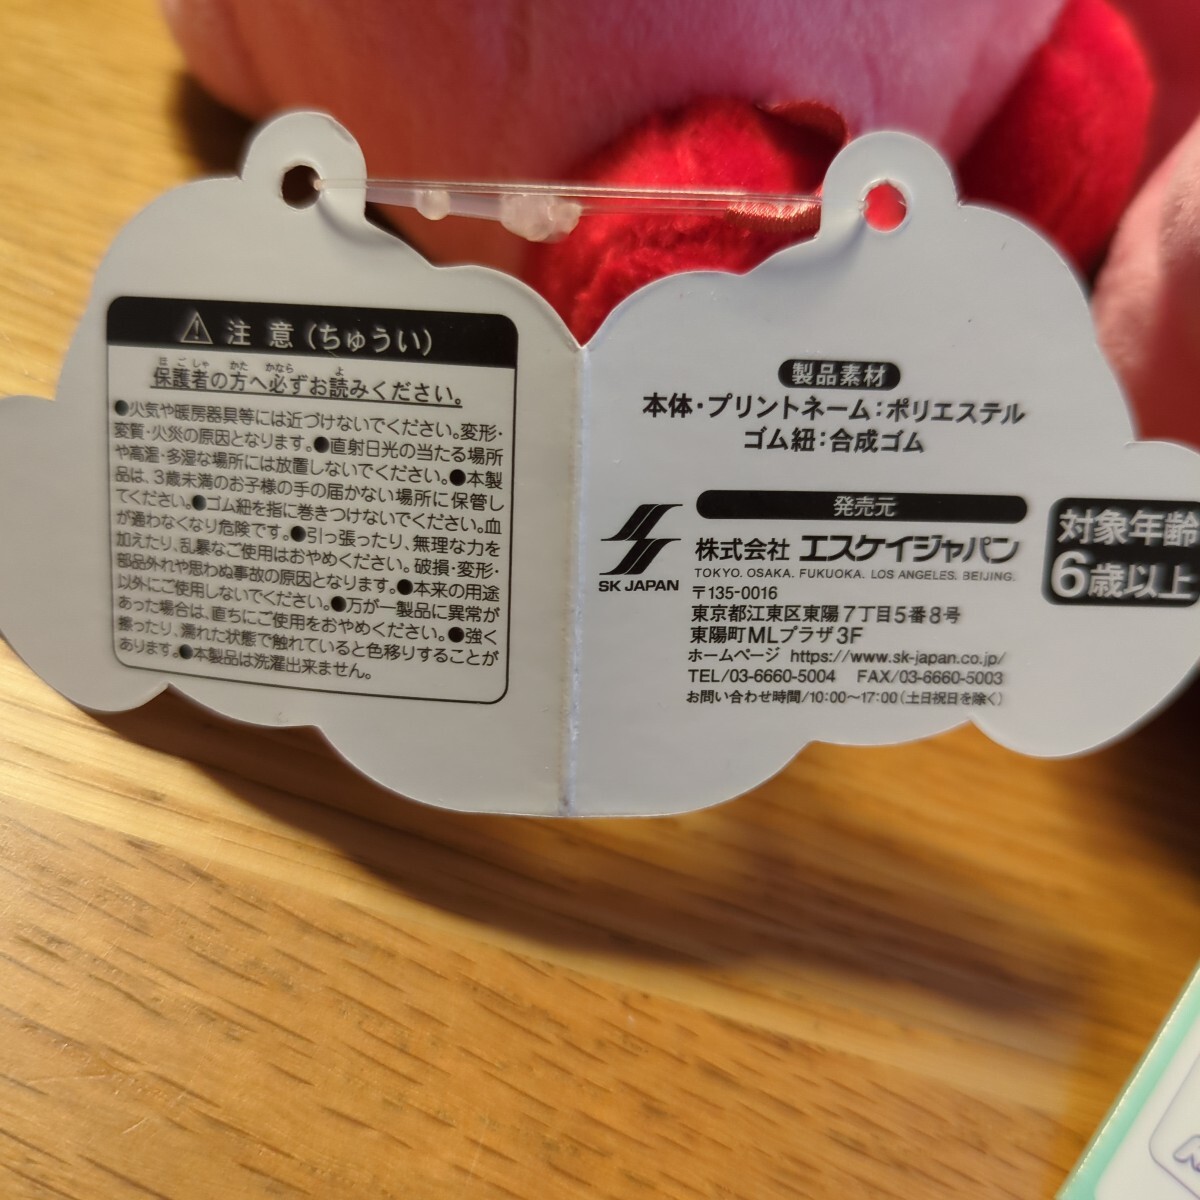 ⚠ 注 意(ちゅうい)
保護者の方へ必ずお読みください。
●火気や暖房器具等には近づけないでください。変形・
変質・火災の原因となります。●直射日光の当たる場所
や高温・多湿な場所には放置しないでください。●本製
品は、3歳未満のお子様の手の届かない場所に保管し
てください。●ゴム紐を指に巻きつけないでください。血
が通わなくなり危険です。●引っ張ったり、無理な力を
加えたり、乱暴なご使用はおやめください。破損・変形・
部品外れや思わぬ事故の原因となります。●本来の用途
以外にご使用しないでください。●万が一製品に異常が
あった場合は、直ちにご使用をおやめください。●強く
擦ったり、濡れた状態で触れていると色移りすることが
あります。●本製品は洗濯出来ません。
製品素材
本体・プリントネーム:ポリエステル
ゴム紐:合成ゴム
発売元
SK JAPAN
株式会社 エスケイジャパン
TOKYO. OSAKA. FUKUOKA. LOS ANGELES. BEIJING.
〒135-0016
東京都江東区東陽7丁目5番8号
東陽町MLプラザ3F
ホームページ https://www.sk-japan.co.jp/
TEL/03-6660-5004 FAX/03-6660-5003
お問い合わせ時間/10:00〜17:00(土日祝日を除く)
対象年齢
6歳以上